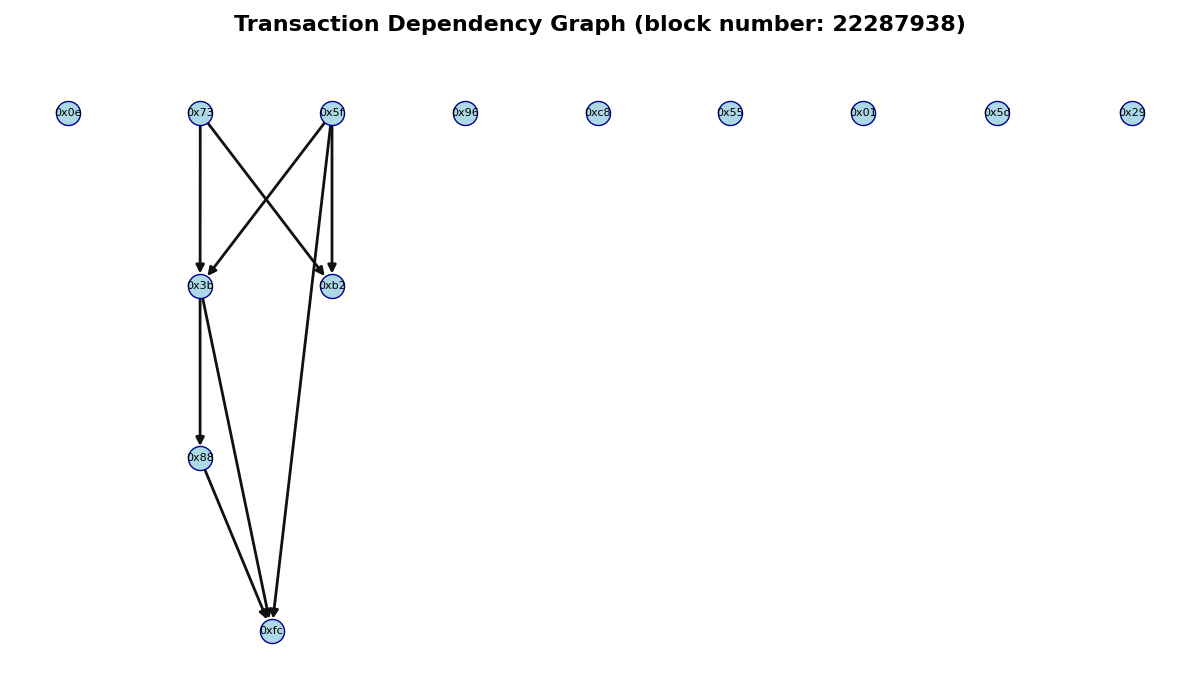 Transaction Dependency Graph (block number: 22287938)
0x0e 0x73 0x5f 0x96 0xc8 0x55 0x01 0x5d 0x29
0x3b 0xb2
0x88
0xfc